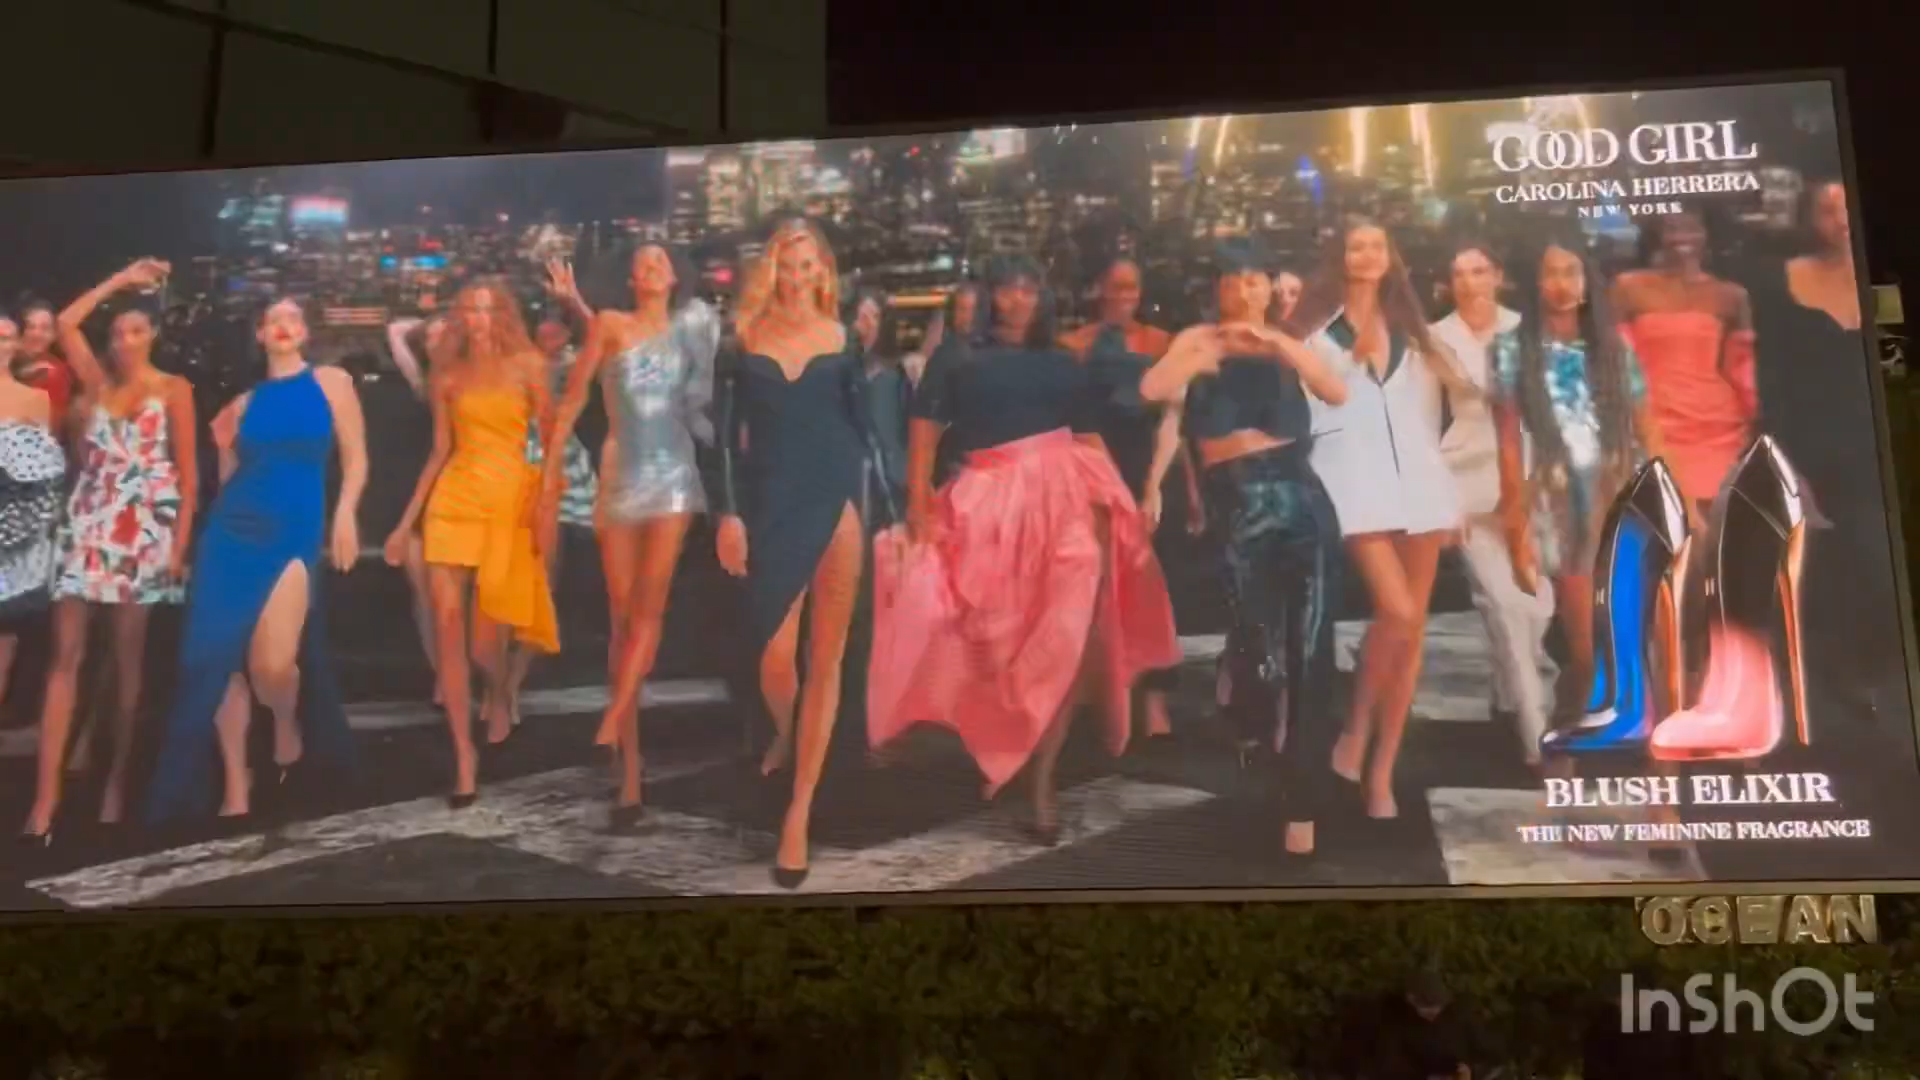 GOOD GIRL
CAROLINA HERRERA
NEW YORK
BLUSH ELIXIR
THE NEW FEMININE FRAGRANCE
OCEAN
InShOt